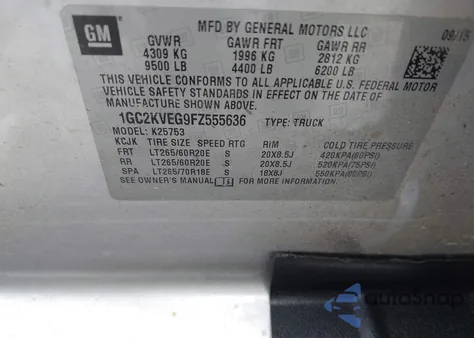 GM
MFD BY GENERAL MOTORS LLC
09/15
GVWR GAWR FRT GAWR RR
4309 KG 1996 KG 2812 KG
9500 LB 4400 LB 6200 LB
THIS VEHICLE CONFORMS TO ALL APPLICABLE U.S. FEDERAL MOTOR
VEHICLE SAFETY STANDARDS IN EFFECT ON THE DATE OF
MANUFACTURE SHOWN ABOVE.
1GC2KVEG9FZ555636 TYPE: TRUCK
MODEL: K25753
KCJK TIRE SIZE SPEED RTG RIM COLD TIRE PRESSURE
FRT LT265/60R20E S 20X8.5J 420KPA(60PSI)
RR LT265/60R20E S 20X8.5J 520KPA(75PSI)
SPA LT265/70R18E S 18X8J 550KPA(80PSI)
SEE OWNER'S MANUAL FOR MORE INFORMATION.
AutoSnap